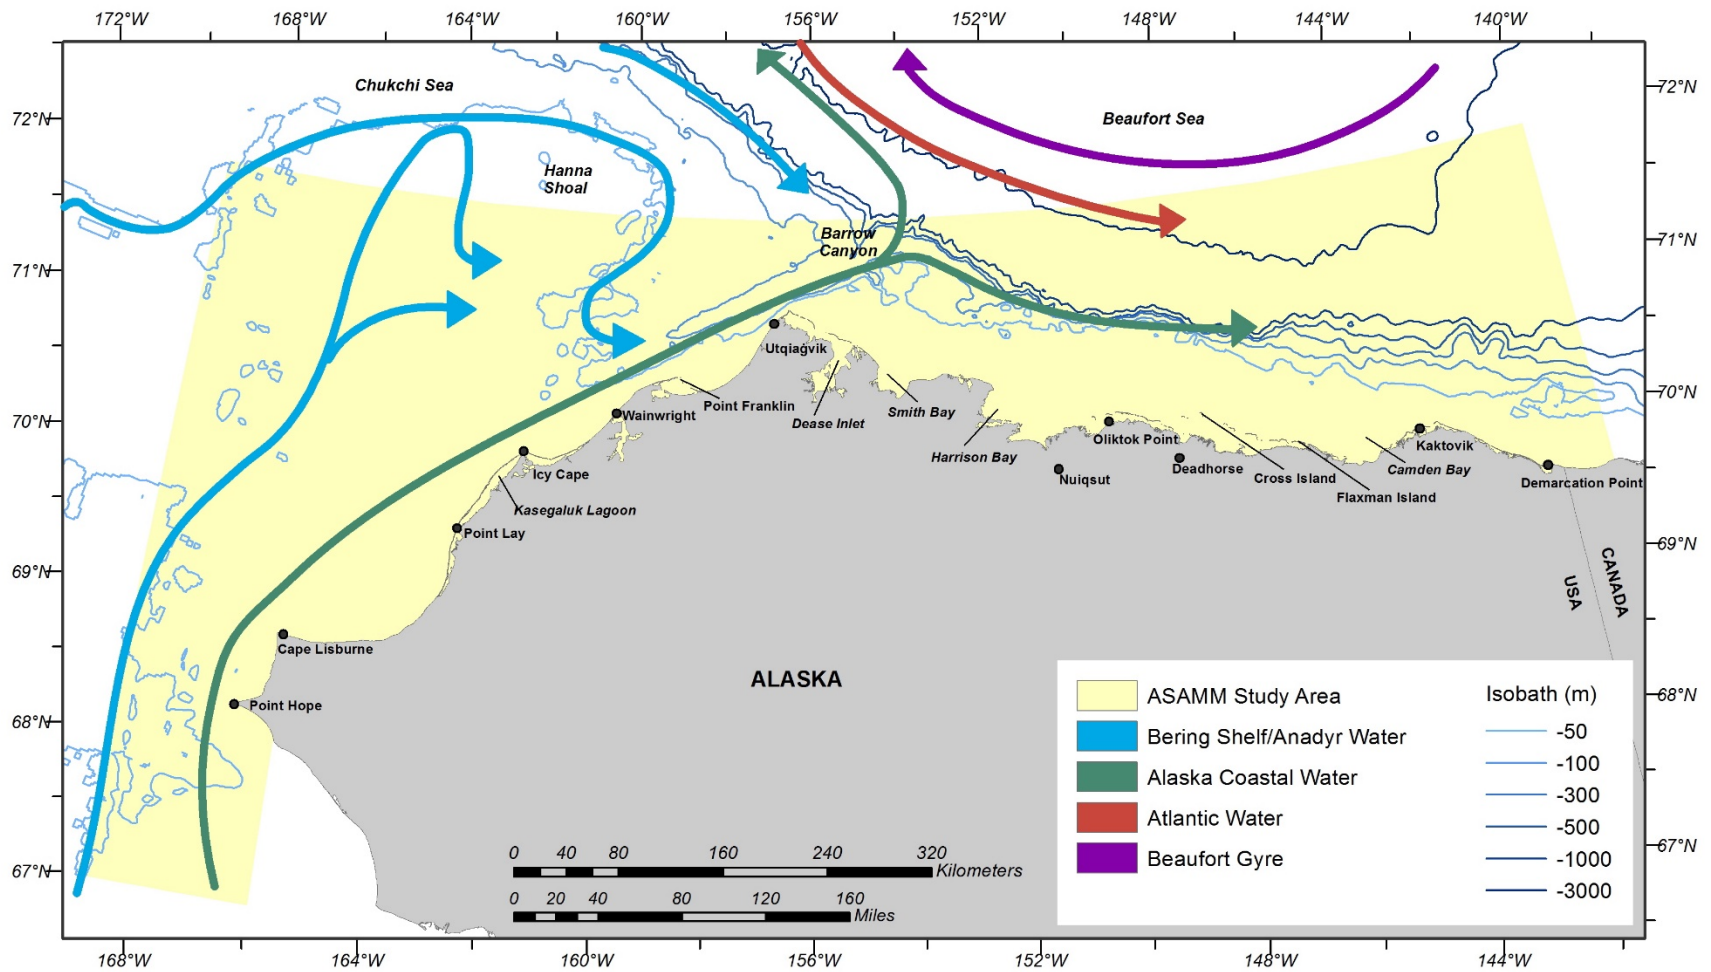 172°W 168°W 164°W 160°W 156°W 152°W 148°W 144°W 140°W
Chukchi Sea
Beaufort Sea
72°N
72°N
Hanna
Shoal
Barrow
Canyon
71°N
71°N
Utqiaġvik
70°N
70°N
Wainwright
Point Franklin
Dease Inlet
Smith Bay
Harrison Bay
Oliktok Point
Nuiqsut
Deadhorse
Cross Island
Flaxman Island
Camden Bay
Kaktovik
Demarcation Point
Icy Cape
Kasegaluk Lagoon
Point Lay
69°N
69°N
USA
CANADA
Cape Lisburne
Point Hope
ALASKA
68°N
68°N
67°N
67°N
ASAMM Study Area
Bering Shelf/Anadyr Water
Alaska Coastal Water
Atlantic Water
Beaufort Gyre
Isobath (m)
-50
-100
-300
-500
-1000
-3000
0 40 80 160 240 320
Kilometers
0 20 40 80 120 160
Miles
168°W 164°W 160°W 156°W 152°W 148°W 144°W